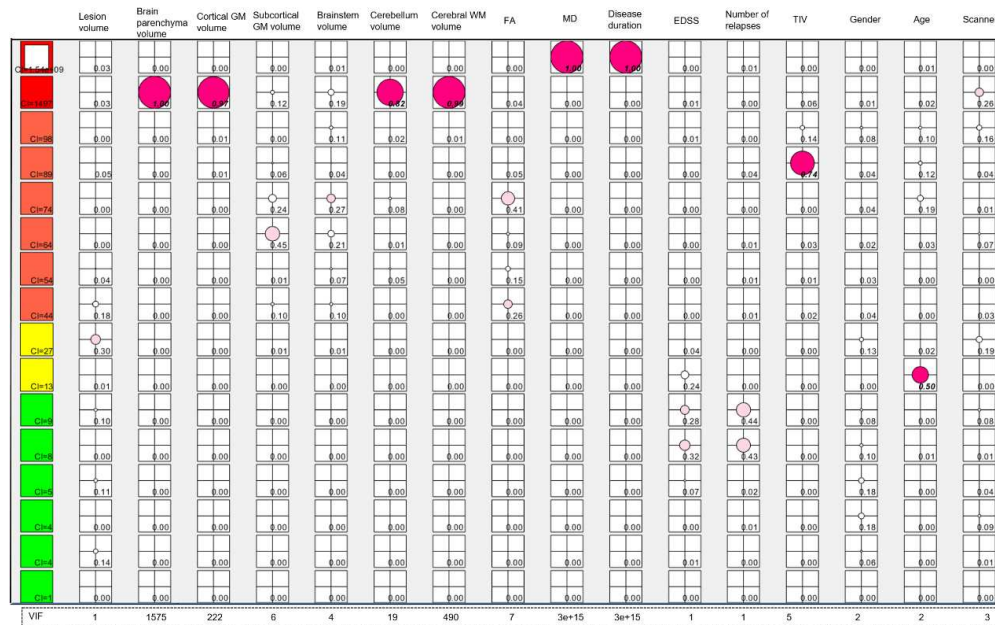 Lesion volume
Brain parenchyma volume
Cortical GM volume
Subcortical GM volume
Brainstem volume
Cerebellum volume
Cerebral WM volume
FA
MD
Disease duration
EDSS
Number of relapses
TIV
Gender
Age
Scanner
CI=1.54e+09 0.03 0.00 0.00 0.00 0.01 0.00 0.00 0.00 1.00 1.00 0.00 0.00 0.00 0.00 0.01 0.00
0.03 1.00 0.97 0.12 0.19 0.82 0.99 0.04 0.00 0.00 0.01 0.00 0.06 0.01 0.02 0.26
CI=98 0.00 0.00 0.01 0.00 0.11 0.02 0.01 0.00 0.00 0.00 0.01 0.00 0.14 0.08 0.10 0.16
CI=89 0.05 0.00 0.01 0.06 0.04 0.00 0.00 0.05 0.00 0.00 0.00 0.04 0.74 0.04 0.12 0.04
CI=74 0.00 0.00 0.00 0.24 0.27 0.08 0.00 0.41 0.00 0.00 0.00 0.00 0.00 0.04 0.19 0.01
CI=64 0.00 0.00 0.00 0.45 0.21 0.01 0.00 0.09 0.00 0.00 0.00 0.01 0.03 0.02 0.03 0.07
CI=54 0.04 0.00 0.00 0.01 0.07 0.05 0.00 0.15 0.00 0.00 0.00 0.01 0.01 0.03 0.00 0.00
CI=44 0.18 0.00 0.00 0.10 0.10 0.00 0.00 0.26 0.00 0.00 0.00 0.01 0.02 0.04 0.00 0.03
CI=27 0.30 0.00 0.00 0.01 0.01 0.00 0.00 0.00 0.00 0.00 0.04 0.00 0.00 0.13 0.02 0.19
CI=13 0.01 0.00 0.00 0.00 0.00 0.00 0.00 0.00 0.00 0.00 0.24 0.00 0.00 0.00 0.50 0.00
CI=9 0.10 0.00 0.00 0.00 0.00 0.00 0.00 0.00 0.00 0.00 0.28 0.44 0.00 0.08 0.00 0.08
CI=8 0.00 0.00 0.00 0.00 0.00 0.00 0.00 0.00 0.00 0.00 0.32 0.43 0.00 0.10 0.01 0.01
CI=5 0.11 0.00 0.00 0.00 0.00 0.00 0.00 0.00 0.00 0.00 0.07 0.02 0.00 0.18 0.00 0.04
CI=4 0.00 0.00 0.00 0.00 0.00 0.00 0.00 0.00 0.00 0.00 0.00 0.01 0.00 0.18 0.00 0.09
CI=4 0.14 0.00 0.00 0.00 0.00 0.00 0.00 0.00 0.00 0.00 0.01 0.00 0.00 0.06 0.00 0.01
CI=1 0.00 0.00 0.00 0.00 0.00 0.00 0.00 0.00 0.00 0.00 0.00 0.00 0.00 0.00 0.00 0.00
VIF 1 1575 222 6 4 19 490 7 3e+15 3e+15 1 1 5 2 2 3